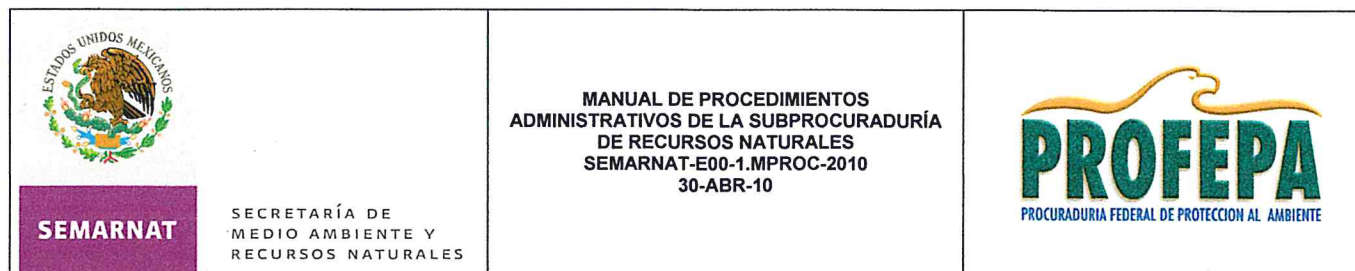 ESTADOS UNIDOS MEXICANOS
SEMARNAT
SECRETARÍA DE
MEDIO AMBIENTE Y
RECURSOS NATURALES
MANUAL DE PROCEDIMIENTOS
ADMINISTRATIVOS DE LA SUBPROCURADURÍA
DE RECURSOS NATURALES
SEMARNAT-E00-1.MPROC-2010
30-ABR-10
PROFEPA
PROCURADURIA FEDERAL DE PROTECCION AL AMBIENTE